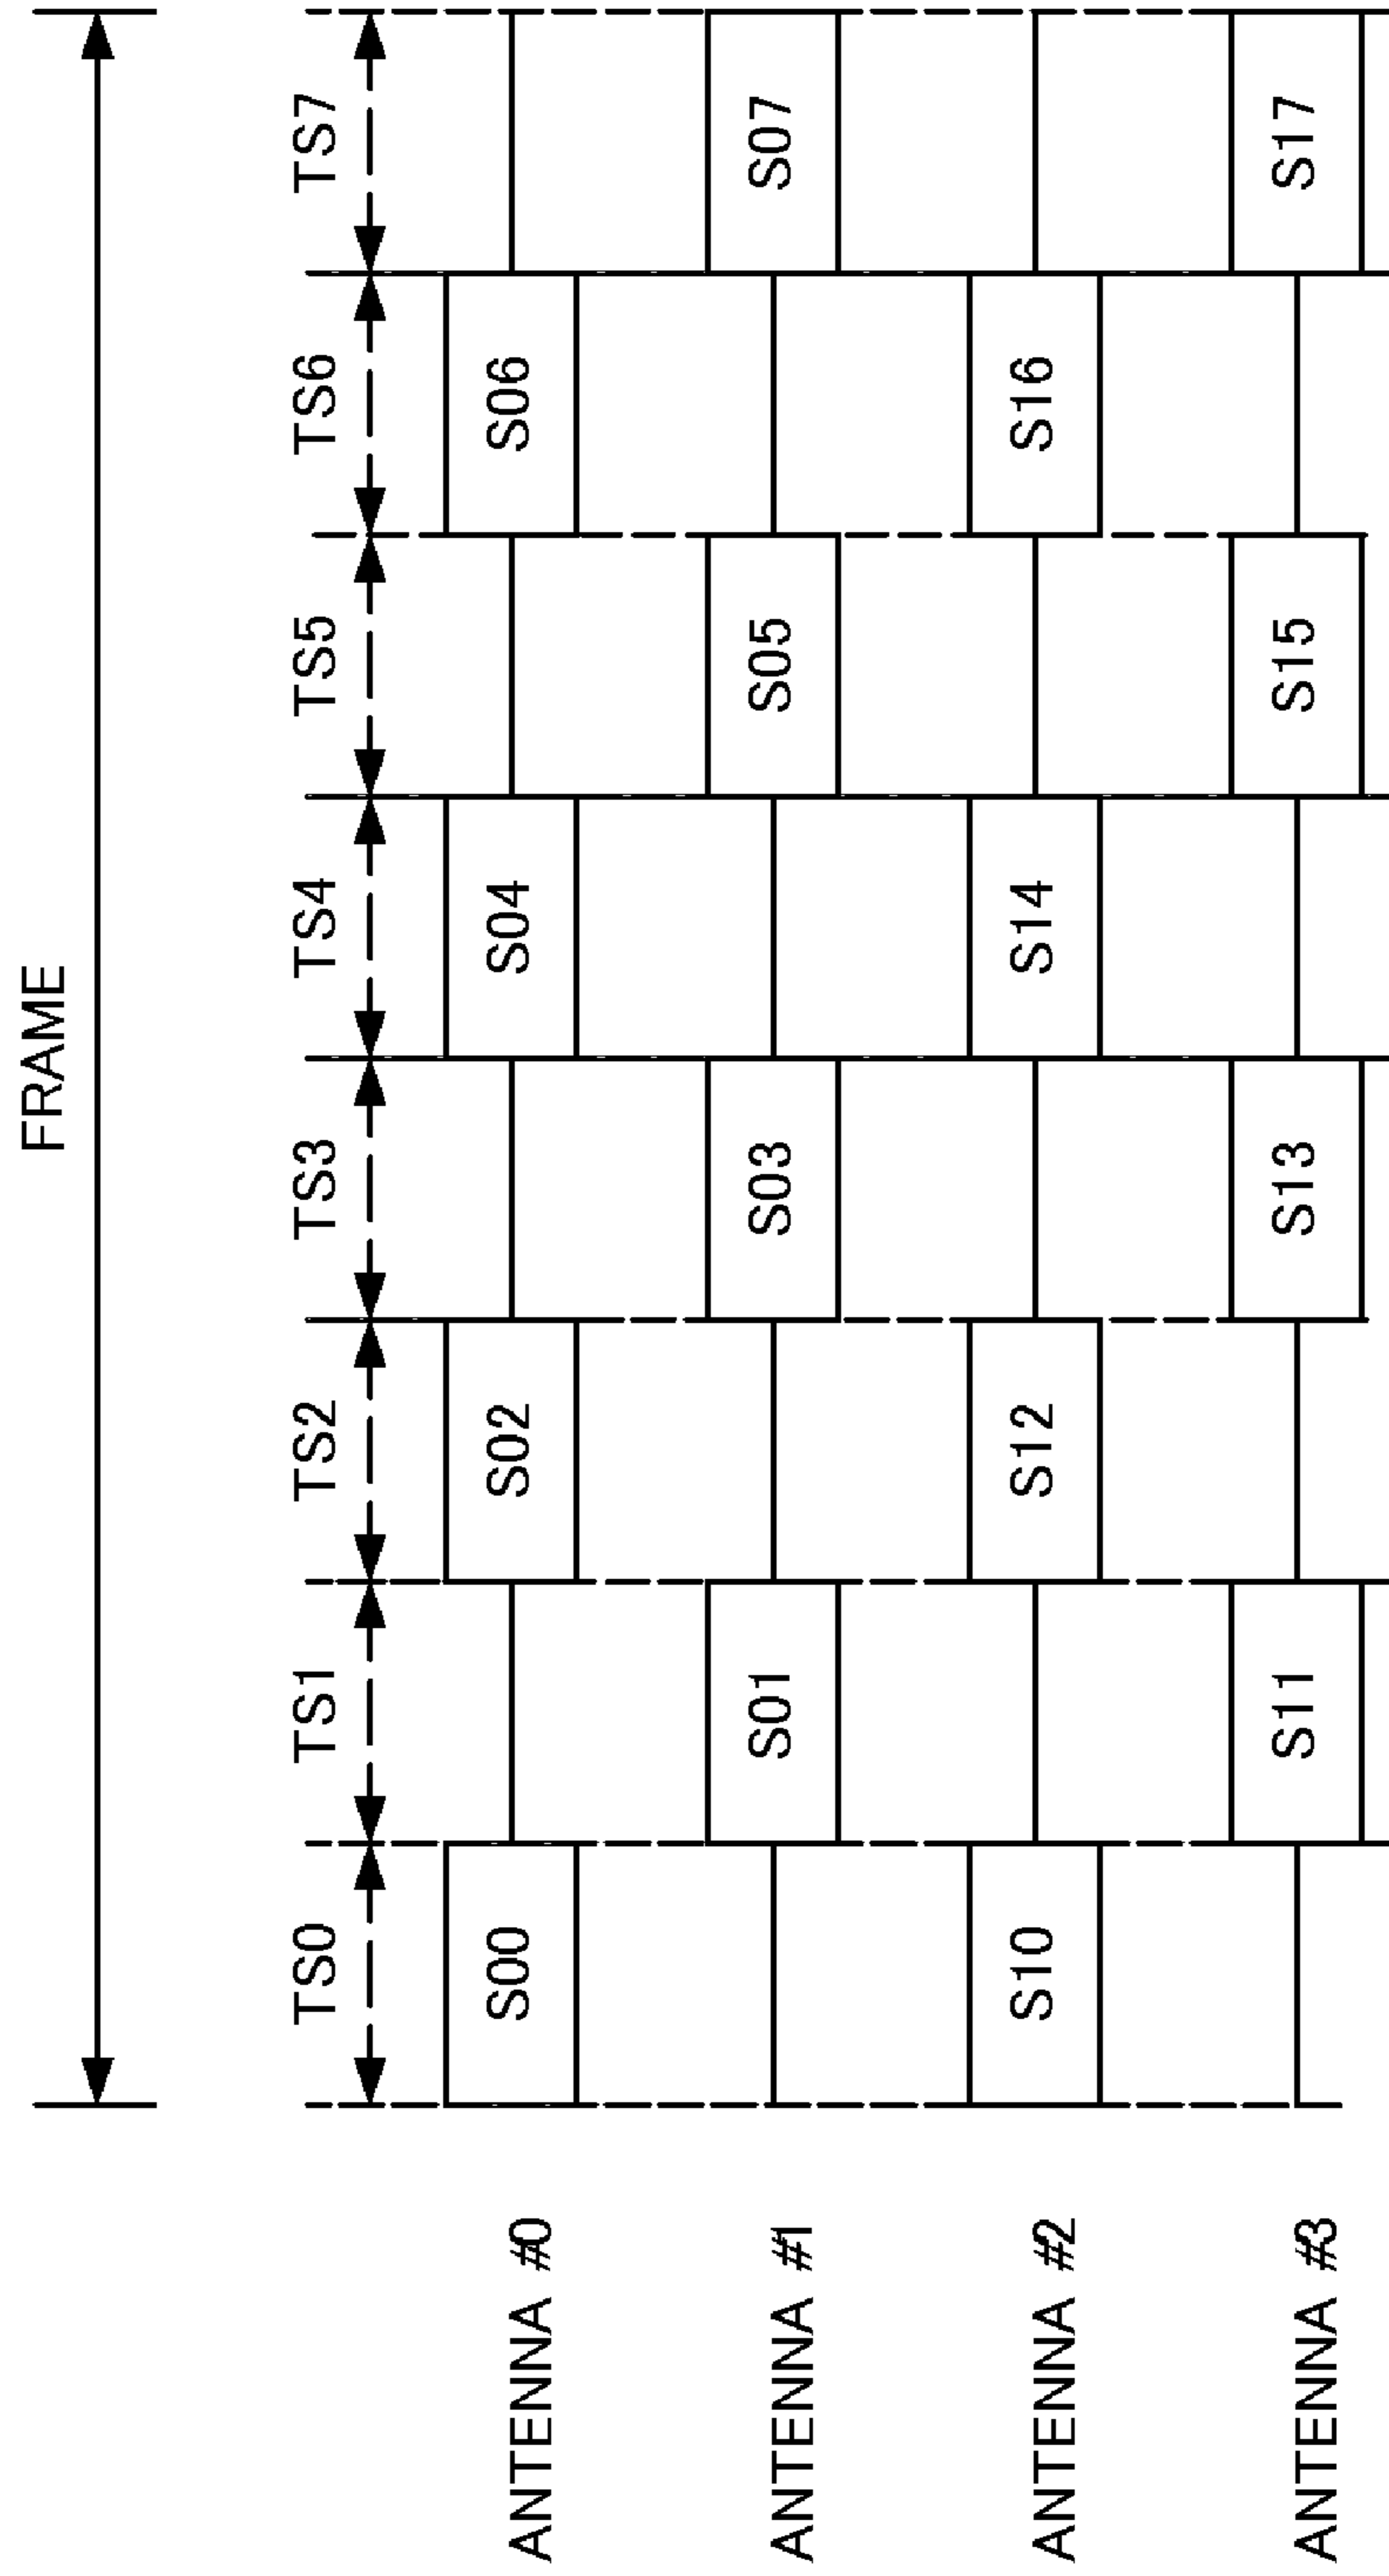 FRAME
TS0 TS1 TS2 TS3 TS4 TS5 TS6 TS7
ANTENNA #0 S00 S02 S04 S06
ANTENNA #1 S01 S03 S05 S07
ANTENNA #2 S10 S12 S14 S16
ANTENNA #3 S11 S13 S15 S17